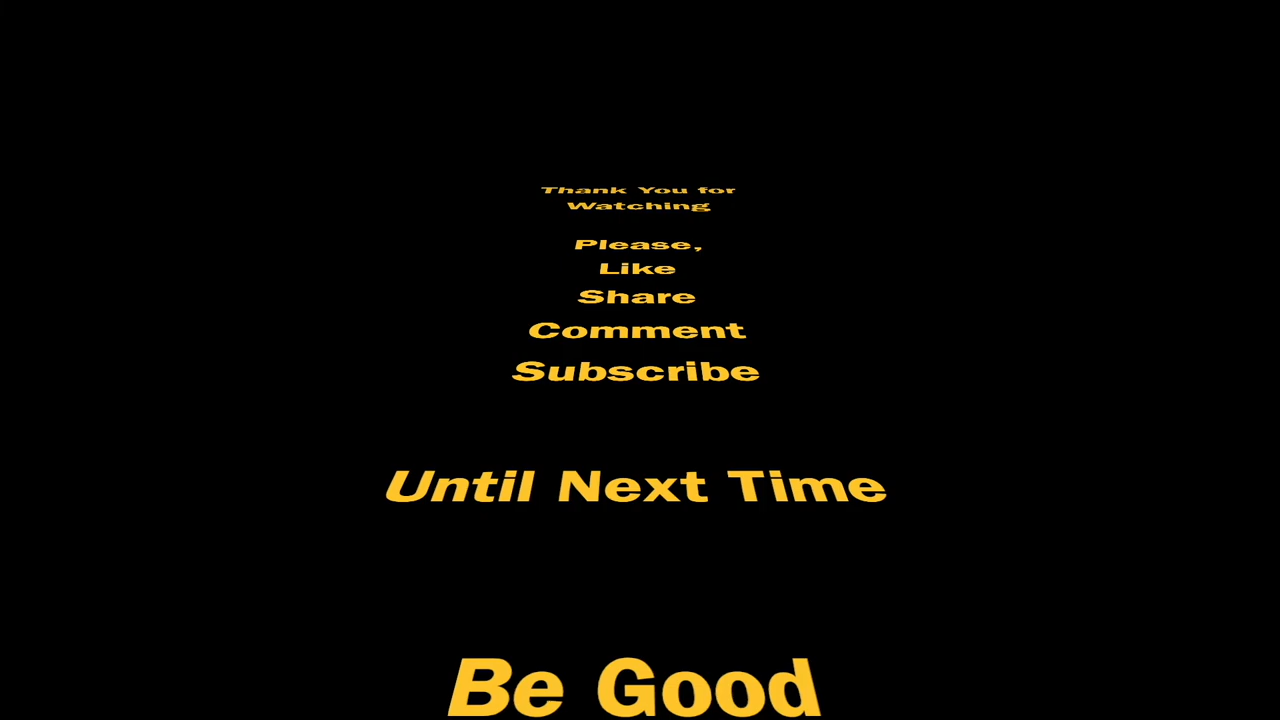 Thank You for
Watching
Please,
Like
Share
Comment
Subscribe
Until Next Time
Be Good